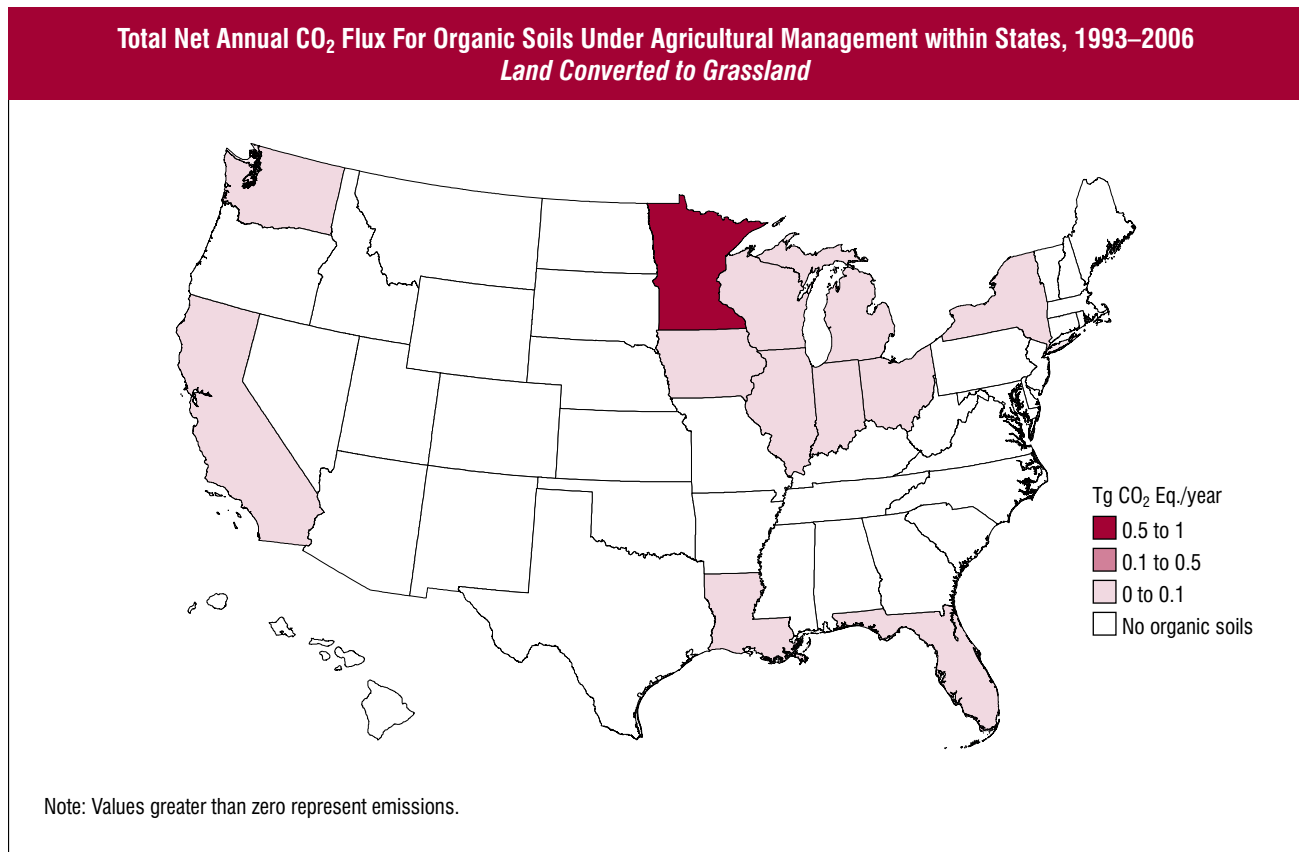 Total Net Annual CO₂ Flux For Organic Soils Under Agricultural Management within States, 1993–2006
Land Converted to Grassland
Tg CO₂ Eq./year
0.5 to 1
0.1 to 0.5
0 to 0.1
No organic soils
Note: Values greater than zero represent emissions.